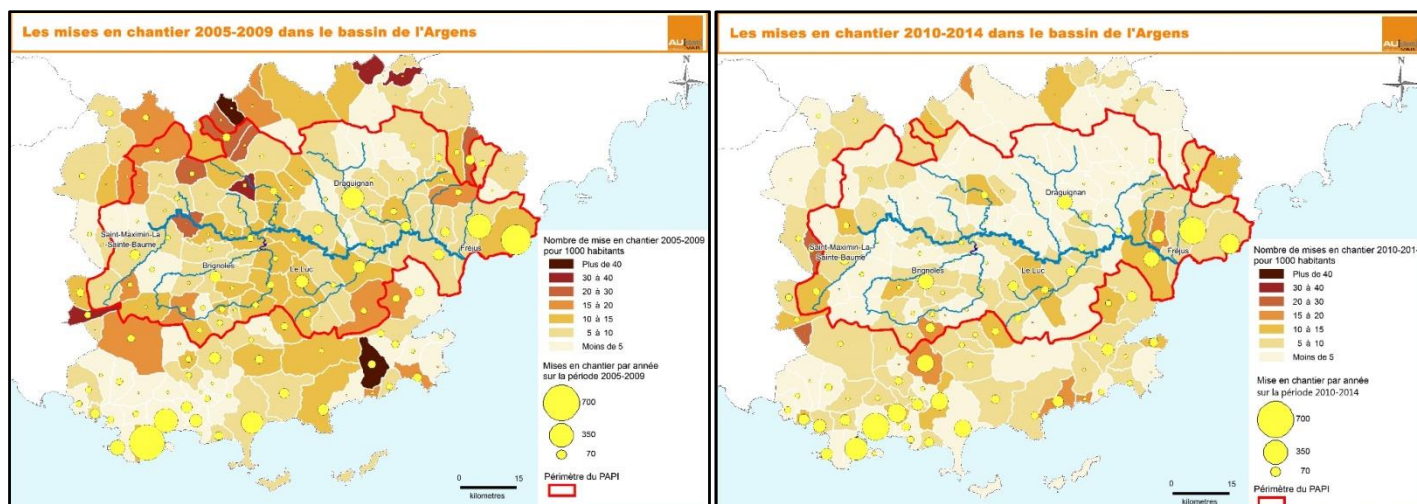 Les mises en chantier 2005-2009 dans le bassin de l'Argens
AU
VAR
N
Draguignan
Saint-Maximin-La
Sainte-Baume
Fréjus
Brignoles
Le Luc
Nombre de mise en chantier 2005-2009
pour 1000 habitants
Plus de 40
30 à 40
20 à 30
15 à 20
10 à 15
5 à 10
Moins de 5
Mises en chantier par année
sur la période 2005-2009
700
350
70
0 15
kilometres
Périmètre du PAPI
Les mises en chantier 2010-2014 dans le bassin de l'Argens
AU
VAR
N
Draguignan
Saint-Maximin-La
Sainte-Baume
Fréjus
Brignoles
Le Luc
Nombre de mises en chantier 2010-2014
pour 1000 habitants
Plus de 40
30 à 40
20 à 30
15 à 20
10 à 15
5 à 10
Moins de 5
Mise en chantier par année
sur la période 2010-2014
700
350
70
0 15
kilometres
Périmètre du PAPI